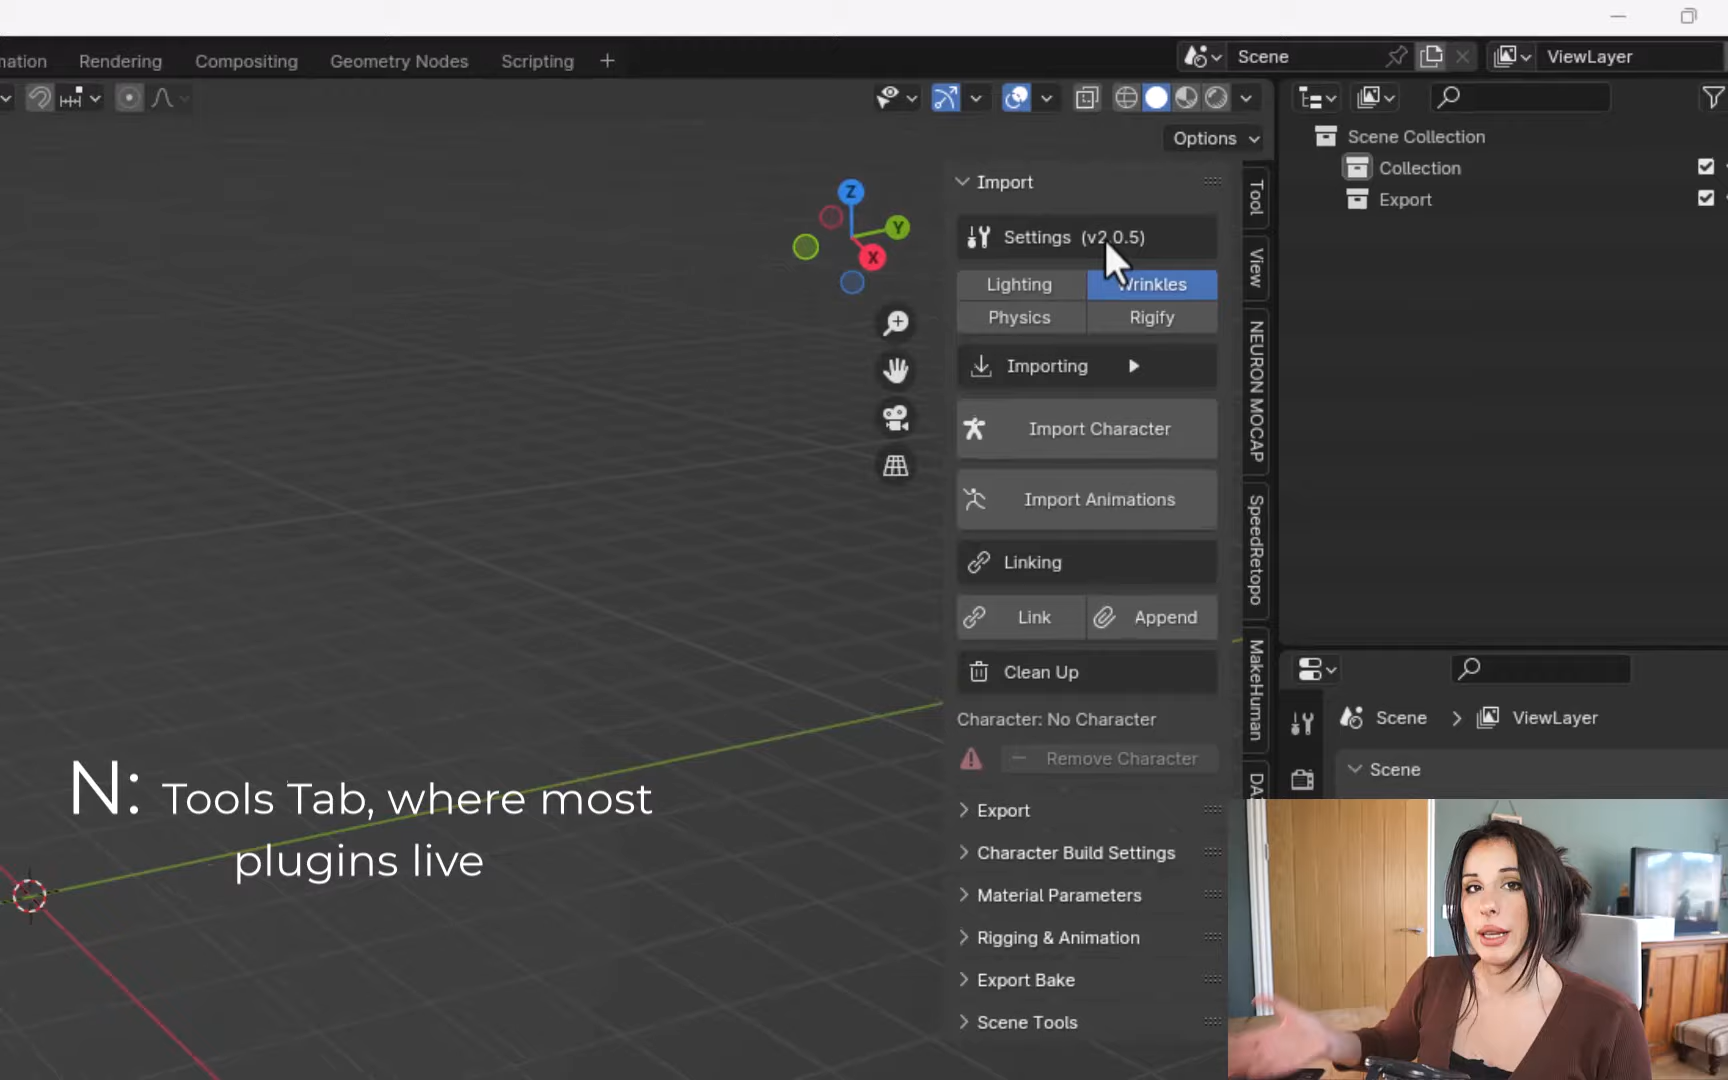 nation Rendering Compositing Geometry Nodes Scripting +
Scene
ViewLayer
Options
Scene Collection
Collection
Export
Z
Y
X
Import
Settings (v2.0.5)
Lighting
Wrinkles
Physics
Rigify
Importing
Import Character
Import Animations
Linking
Link
Append
Clean Up
Character: No Character
Remove Character
Export
Character Build Settings
Material Parameters
Rigging & Animation
Export Bake
Scene Tools
Tool
View
NEURON MOCAP
SpeedRetopo
MakeHuman
DA
Scene > ViewLayer
Scene
N: Tools Tab, where most
plugins live